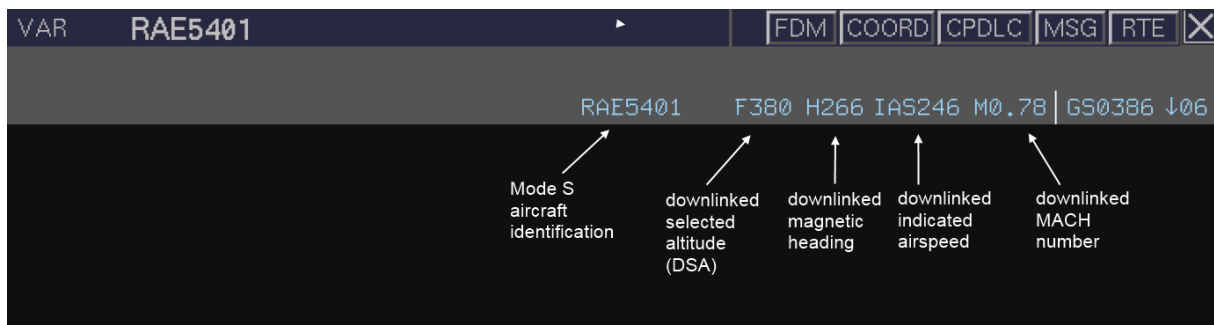 VAR RAE5401 FDM COORD CPDLC MSG RTE X
RAE5401 F380 H266 IAS246 M0.78 GS0386 ↓06
Mode S
aircraft
identification
downlinked
selected
altitude
(DSA)
downlinked
magnetic
heading
downlinked
indicated
airspeed
downlinked
MACH
number